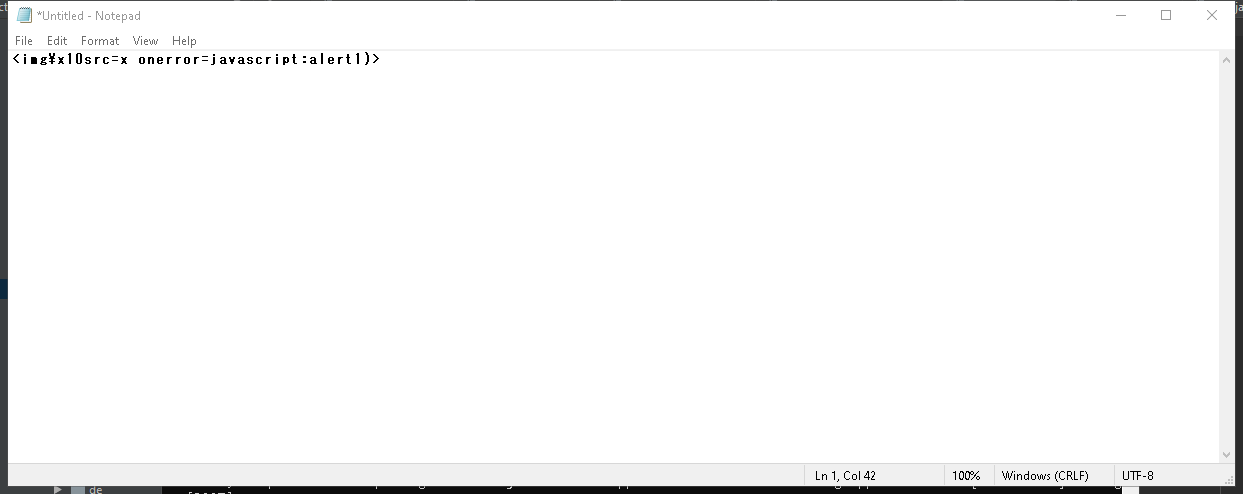 *Untitled - Notepad
File Edit Format View Help
<img¥x10src=x onerror=javascript:alert1)>
Ln 1, Col 42 100% Windows (CRLF) UTF-8
de